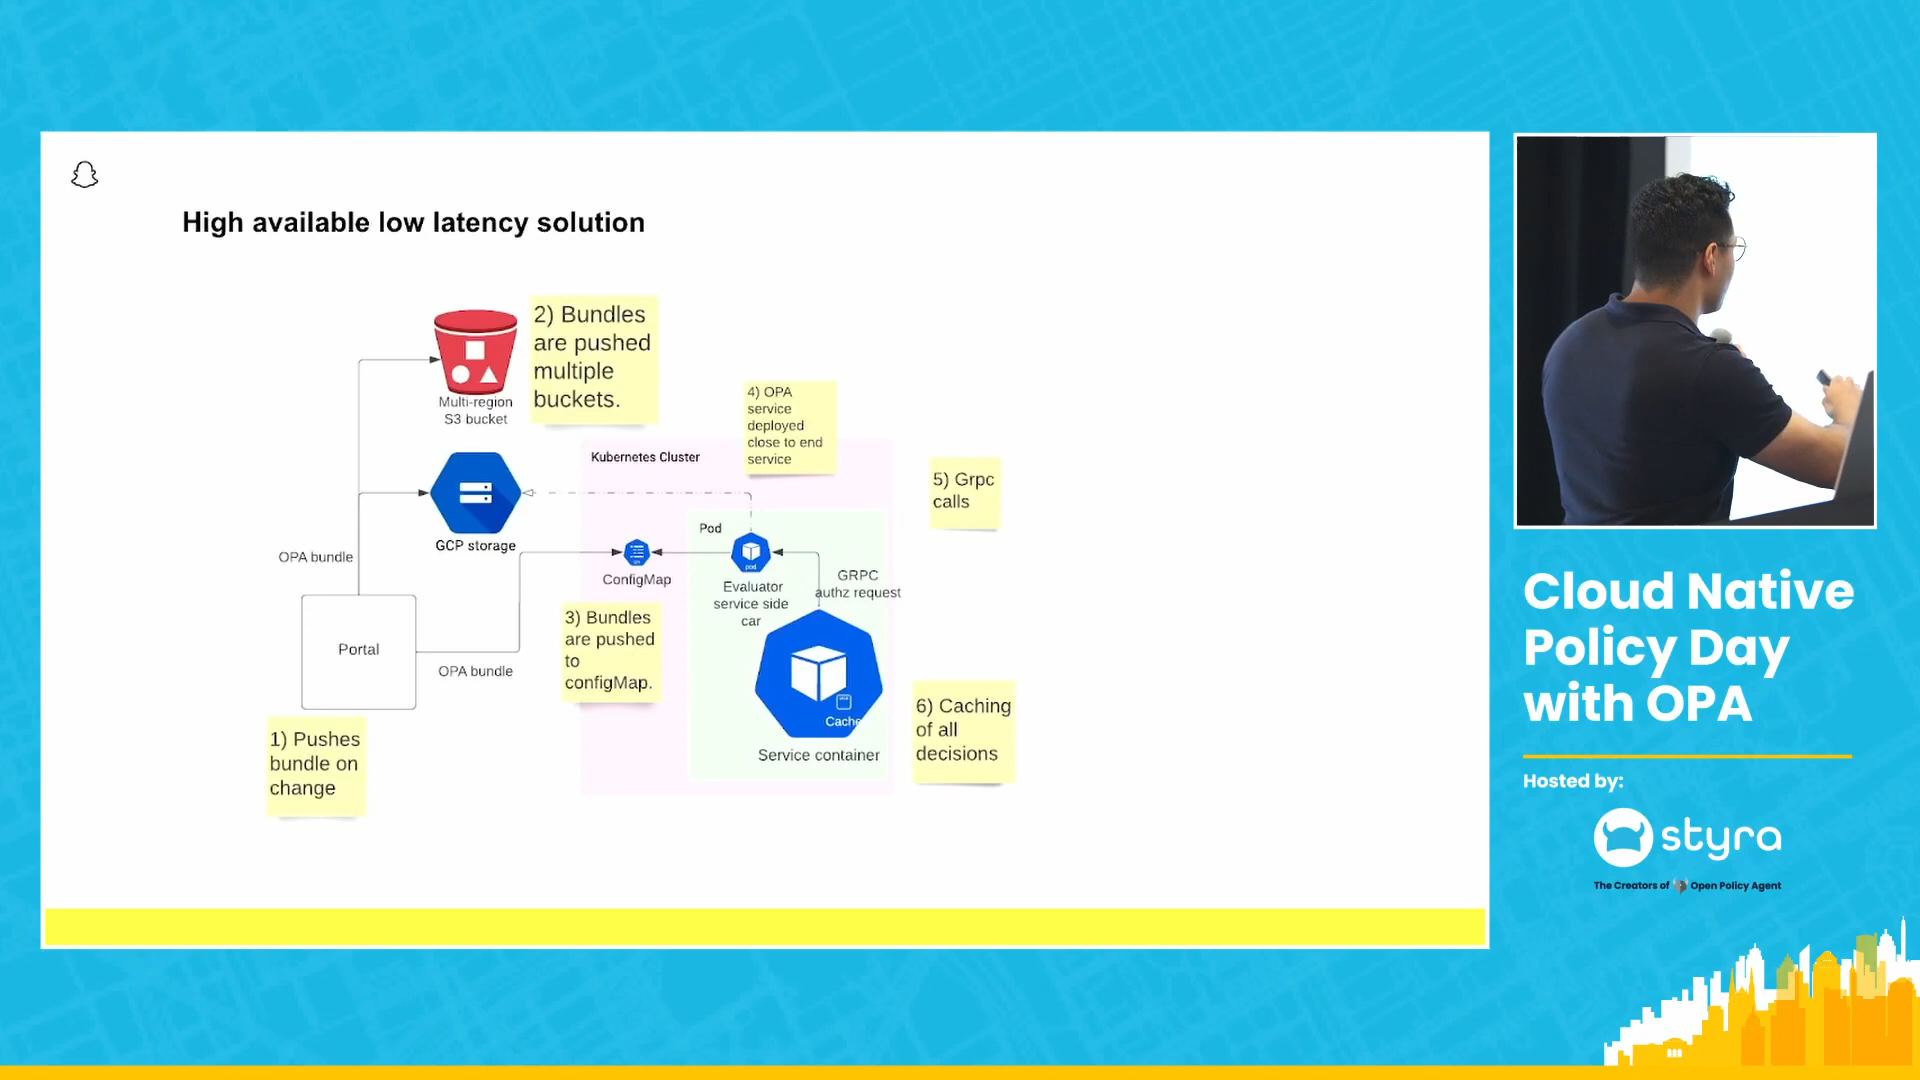 High available low latency solution
2) Bundles
are pushed
multiple
buckets.
Multi-region
S3 bucket
4) OPA
service
deployed
close to end
service
Kubernetes Cluster
5) Grpc
calls
GCP storage
OPA bundle
Pod
pod
ConfigMap
Evaluator
service side
car
GRPC
authz request
3) Bundles
are pushed
to
configMap.
Portal
OPA bundle
1) Pushes
bundle on
change
Cache
Service container
6) Caching
of all
decisions
Cloud Native
Policy Day
with OPA
Hosted by:
styra
The Creators of Open Policy Agent